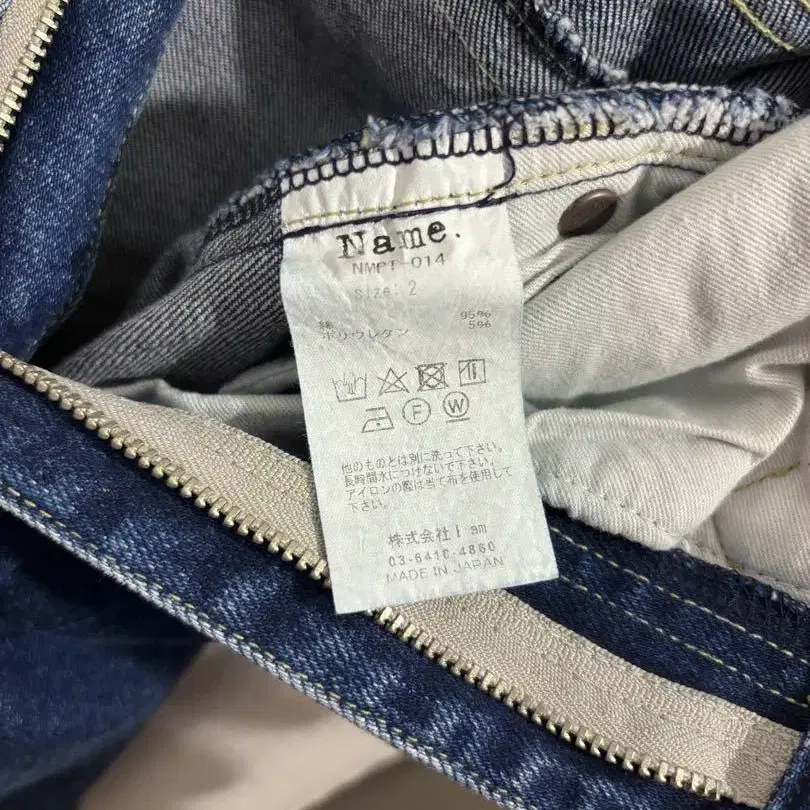 Name.
NMPT-014
size: 2
綿 95%
ポリウレタン 5%
F W
他のものとは別に洗って下さい。
長時間水につけないで下さい。
アイロンの際は当て布を使用して
下さい。
株式会社I am
03-6416-4860
MADE IN JAPAN